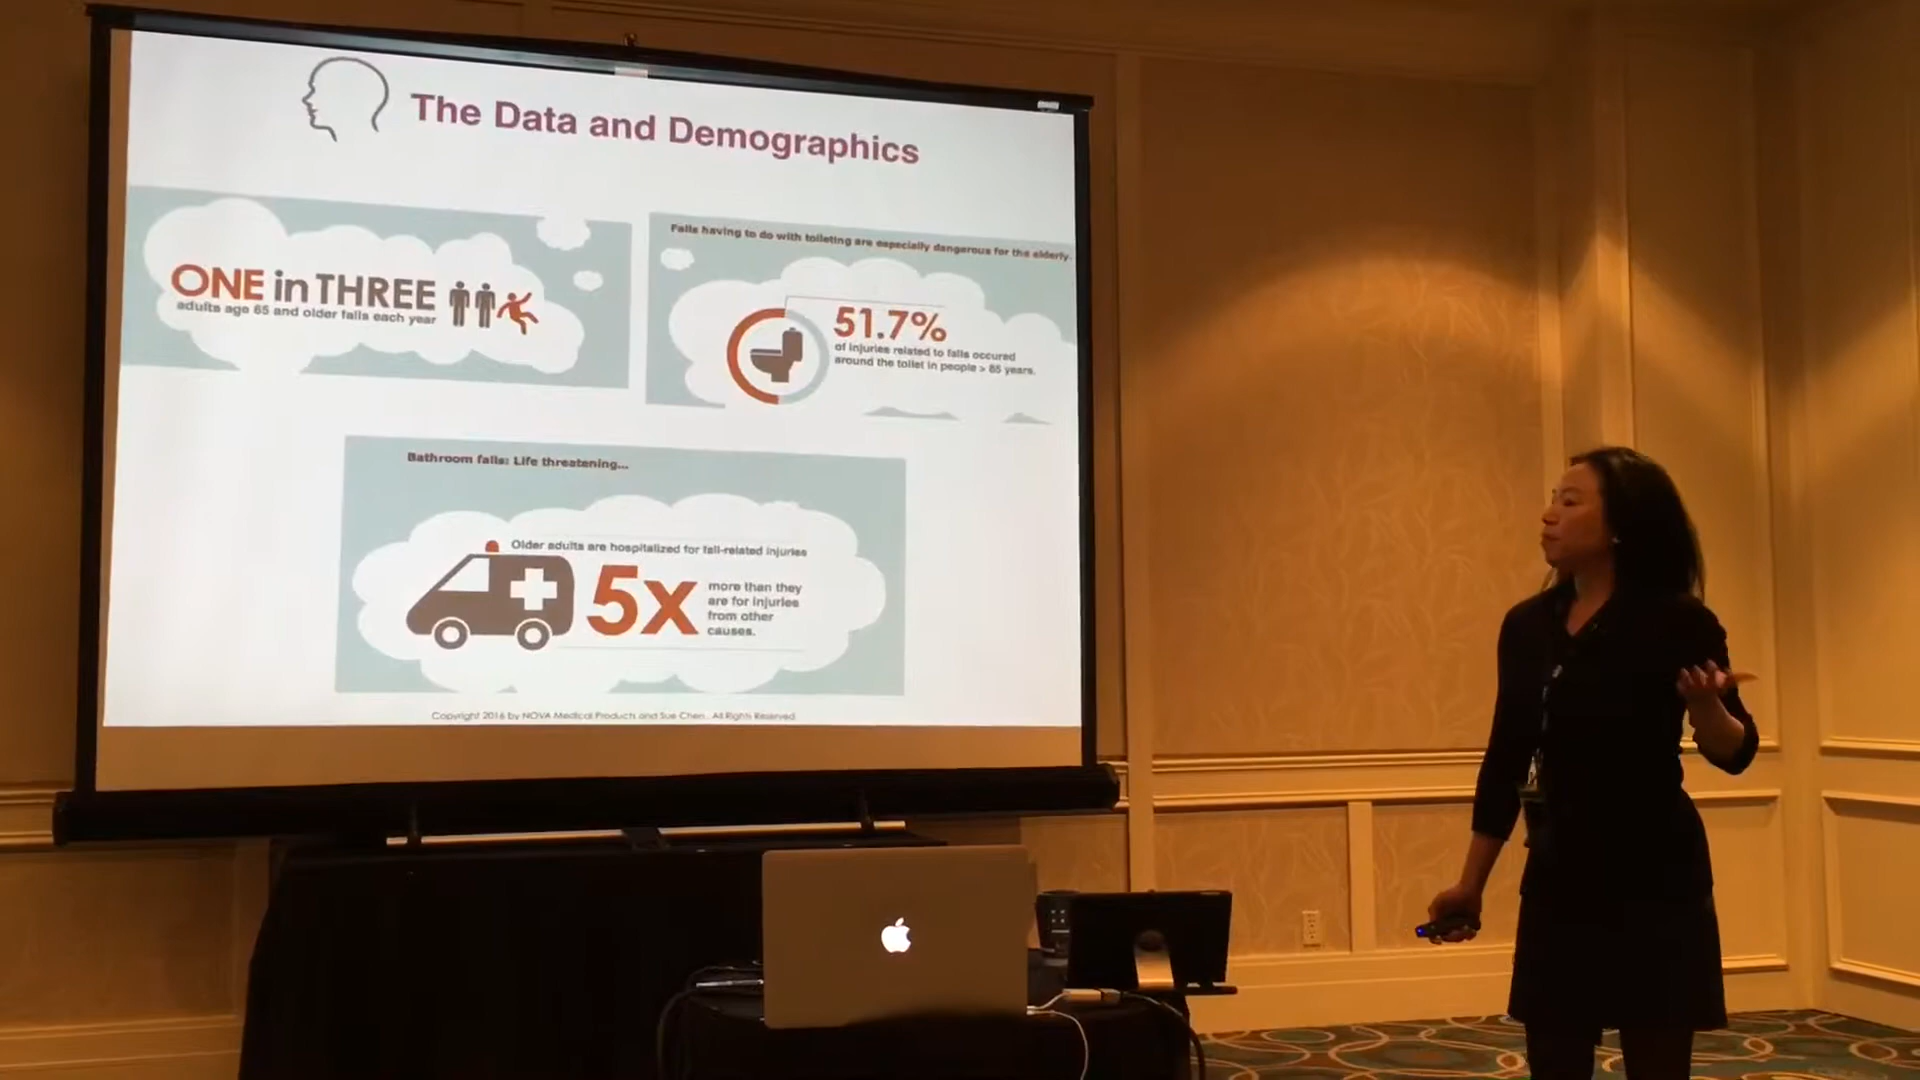 The Data and Demographics
ONE in THREE
adults age 65 and older falls each year
Falls having to do with toileting are especially dangerous for the elderly.
51.7%
of injuries related to falls occured
around the toilet in people > 85 years.
Bathroom falls: Life threatening...
Older adults are hospitalized for fall-related injuries
5x
more than they
are for injuries
from other
causes.
Copyright 2016 by NOVA Medical Products and Sue Chen. All Rights Reserved